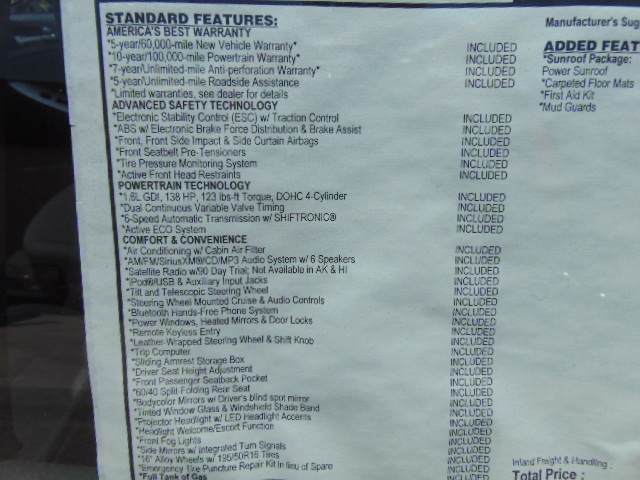 STANDARD FEATURES:
AMERICA'S BEST WARRANTY
*5-year/60,000-mile New Vehicle Warranty* INCLUDED
*10-year/100,000-mile Powertrain Warranty* INCLUDED
*7-year/Unlimited-mile Anti-perforation Warranty* INCLUDED
*5-year/Unlimited-mile Roadside Assistance INCLUDED
*Limited warranties, see dealer for details
ADVANCED SAFETY TECHNOLOGY
*Electronic Stability Control (ESC) w/ Traction Control INCLUDED
*ABS w/ Electronic Brake Force Distribution & Brake Assist INCLUDED
*Front, Front Side Impact & Side Curtain Airbags INCLUDED
*Front Seatbelt Pre-Tensioners INCLUDED
*Tire Pressure Monitoring System INCLUDED
*Active Front Head Restraints INCLUDED
POWERTRAIN TECHNOLOGY
*1.6L GDI, 138 HP, 123 lbs-ft Torque, DOHC 4-Cylinder INCLUDED
*Dual Continuous Variable Valve Timing INCLUDED
*6-Speed Automatic Transmission w/ SHIFTRONIC® INCLUDED
*Active ECO System INCLUDED
COMFORT & CONVENIENCE
*Air Conditioning w/ Cabin Air Filter INCLUDED
*AM/FM/SiriusXM®/CD/MP3 Audio System w/ 6 Speakers INCLUDED
*Satellite Radio w/90 Day Trial; Not Available in AK & HI INCLUDED
*iPod®/USB & Auxiliary Input Jacks INCLUDED
*Tilt and Telescopic Steering Wheel INCLUDED
*Steering Wheel Mounted Cruise & Audio Controls INCLUDED
*Bluetooth Hands-Free Phone System INCLUDED
*Power Windows, Heated Mirrors & Door Locks INCLUDED
*Remote Keyless Entry INCLUDED
*Leather-Wrapped Steering Wheel & Shift Knob INCLUDED
*Trip Computer INCLUDED
*Sliding Armrest Storage Box INCLUDED
*Driver Seat Height Adjustment INCLUDED
*Front Passenger Seatback Pocket INCLUDED
*60/40 Split-Folding Rear Seat INCLUDED
*Bodycolor Mirrors w/ Driver's blind spot mirror INCLUDED
*Tinted Window Glass & Windshield Shade Band INCLUDED
*Projector Headlight w/ LED Headlight Accents INCLUDED
*Headlight Welcome/Escort Function INCLUDED
*Front Fog Lights INCLUDED
*Side Mirrors w/ Integrated Turn Signals INCLUDED
*16" Alloy Wheels w/ 195/50R16 Tires INCLUDED
*Emergency Tire Puncture Repair Kit in lieu of Spare INCLUDED
*Full Tank of Gas INCLUDED
Manufacturer's Sug
ADDED FEAT
*Sunroof Package:
Power Sunroof
*Carpeted Floor Mats
*First Aid Kit
*Mud Guards
Inland Freight & Handling :
Total Price :